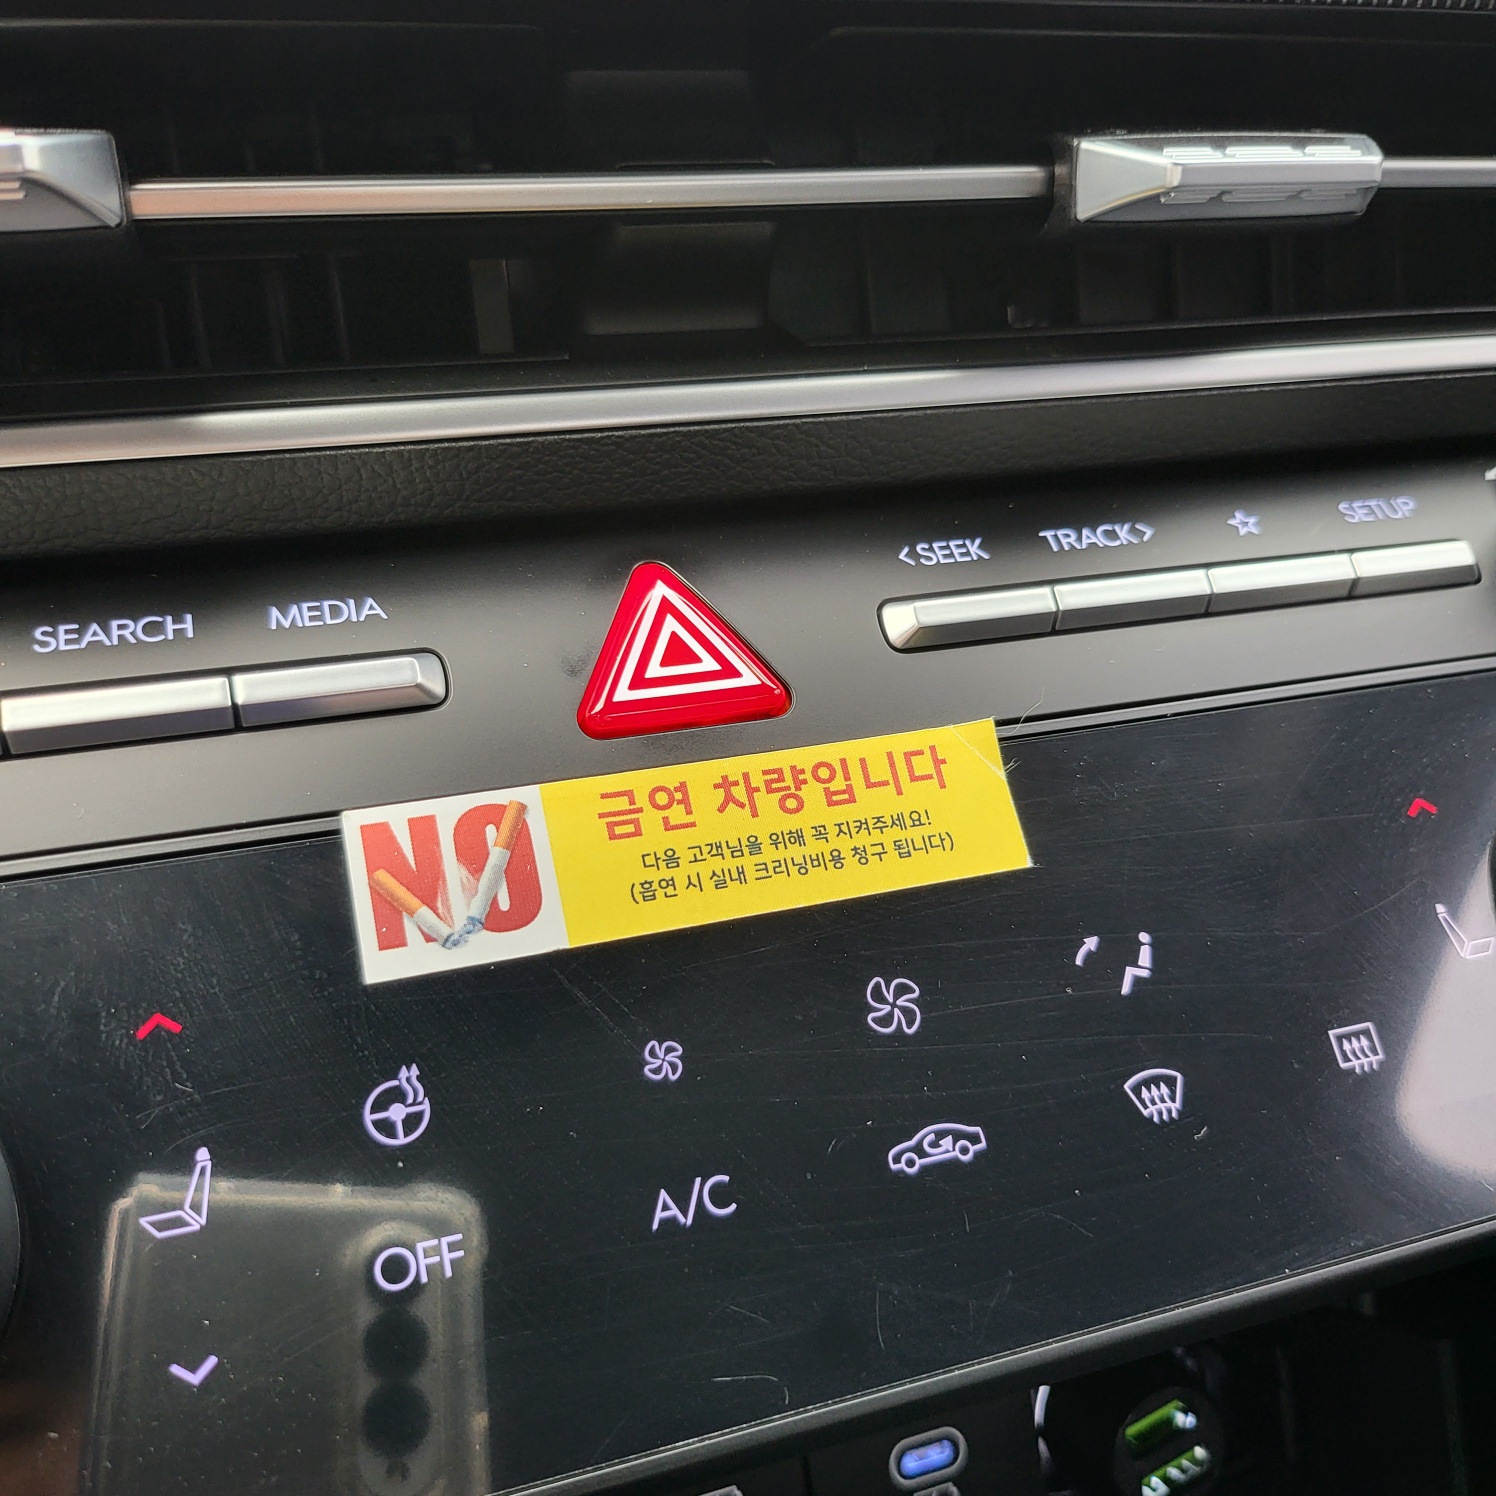 SEARCH
MEDIA
<SEEK
TRACK>
SETUP
NO
금연 차량입니다
다음 고객님을 위해 꼭 지켜주세요!
(흡연 시 실내 크리닝비용 청구 됩니다)
A/C
OFF